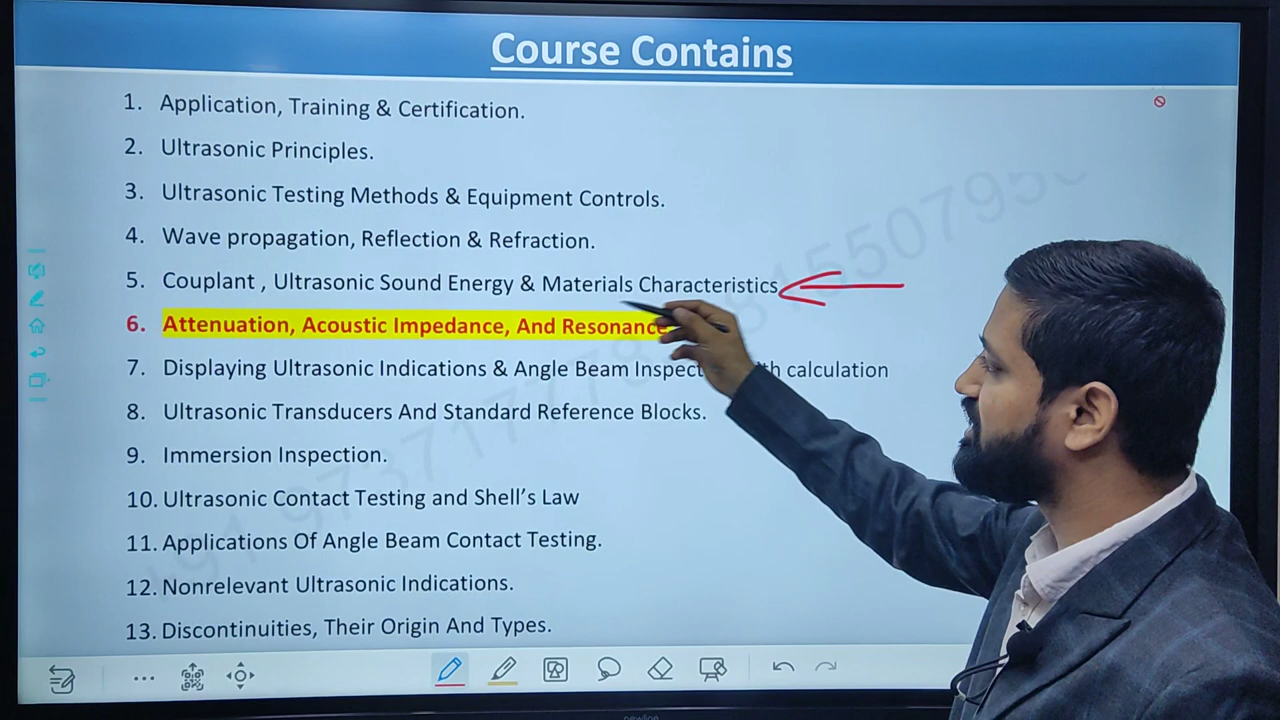 Course Contains
1. Application, Training & Certification.
2. Ultrasonic Principles.
3. Ultrasonic Testing Methods & Equipment Controls.
4. Wave propagation, Reflection & Refraction.
5. Couplant , Ultrasonic Sound Energy & Materials Characteristics
6. Attenuation, Acoustic Impedance, And Resonance
7. Displaying Ultrasonic Indications & Angle Beam calculation
8. Ultrasonic Transducers And Standard Reference Blocks.
9. Immersion Inspection.
10. Ultrasonic Contact Testing and Shell’s Law
11. Applications Of Angle Beam Contact Testing.
12. Nonrelevant Ultrasonic Indications.
13. Discontinuities, Their Origin And Types.
newline